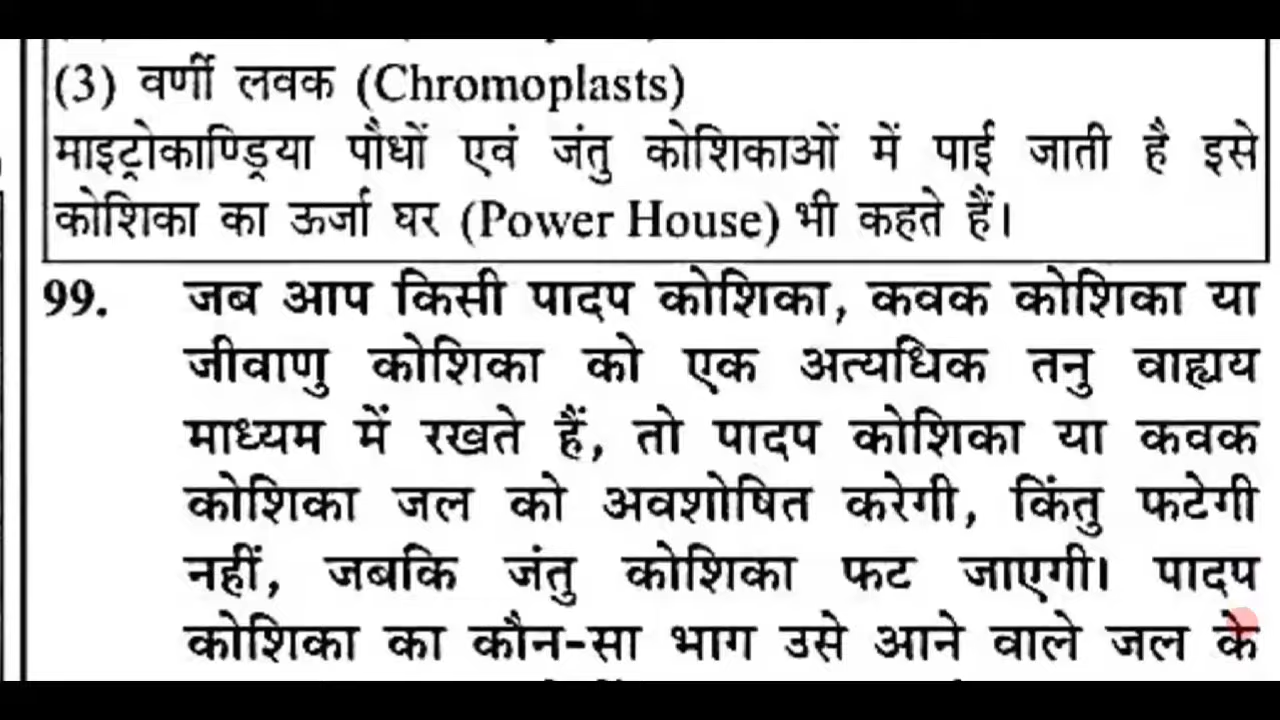 (3) वर्णी लवक (Chromoplasts)
माइट्रोकाण्ड्रिया पौधों एवं जंतु कोशिकाओं में पाई जाती है इसे
कोशिका का ऊर्जा घर (Power House) भी कहते हैं।
99. जब आप किसी पादप कोशिका, कवक कोशिका या
जीवाणु कोशिका को एक अत्यधिक तनु वाह्यय
माध्यम में रखते हैं, तो पादप कोशिका या कवक
कोशिका जल को अवशोषित करेगी, किंतु फटेगी
नहीं, जबकि जंतु कोशिका फट जाएगी। पादप
कोशिका का कौन-सा भाग उसे आने वाले जल के